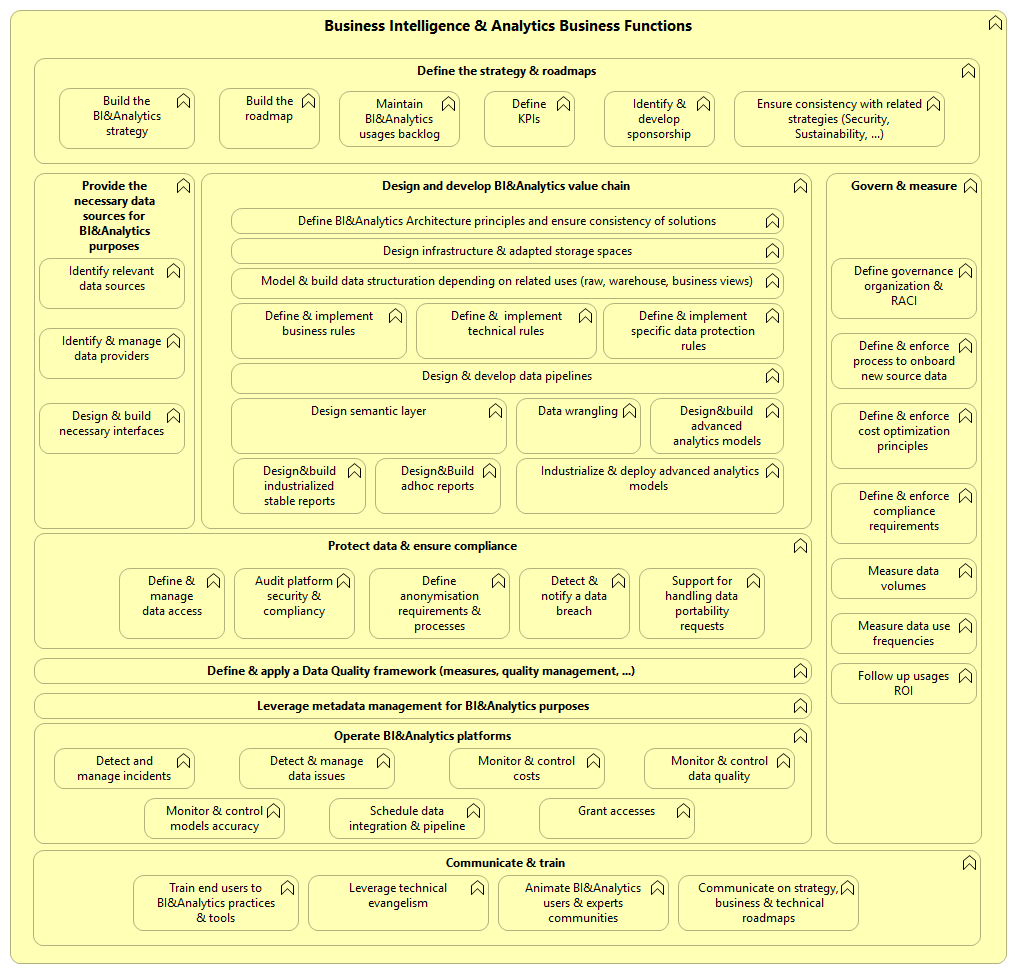 Business Intelligence & Analytics Business Functions
Define the strategy & roadmaps
Build the
BI&Analytics
strategy
Build the
roadmap
Maintain
BI&Analytics
usages backlog
Define
KPIs
Identify &
develop
sponsorship
Ensure consistency with related
strategies (Security,
Sustainability, ...)
Provide the
necessary data
sources for
BI&Analytics
purposes
Identify relevant
data sources
Identify & manage
data providers
Design & build
necessary interfaces
Design and develop BI&Analytics value chain
Define BI&Analytics Architecture principles and ensure consistency of solutions
Design infrastructure & adapted storage spaces
Model & build data structuration depending on related uses (raw, warehouse, business views)
Define & implement
business rules
Define &  implement
technical rules
Define & implement
specific data protection
rules
Design & develop data pipelines
Design semantic layer
Data wrangling
Design&build
advanced
analytics models
Design&build
industrialized
stable reports
Design&Build
adhoc reports
Industrialize & deploy advanced analytics
models
Govern & measure
Define governance
organization &
RACI
Define & enforce
process to onboard
new source data
Define & enforce
cost optimization
principles
Define & enforce
compliance
requirements
Measure data
volumes
Measure data use
frequencies
Follow up usages
ROI
Protect data & ensure compliance
Define &
manage
data access
Audit platform
security &
compliancy
Define
anonymisation
requirements &
processes
Detect &
notify a data
breach
Support for
handling data
portability
requests
Define & apply a Data Quality framework (measures, quality management, ...)
Leverage metadata management for BI&Analytics purposes
Operate BI&Analytics platforms
Detect and
manage incidents
Detect & manage
data issues
Monitor & control
costs
Monitor & control
data quality
Monitor & control
models accuracy
Schedule data
integration & pipeline
Grant accesses
Communicate & train
Train end users to
BI&Analytics practices
& tools
Leverage technical
evangelism
Animate BI&Analytics
users & experts
communities
Communicate on strategy,
business & technical
roadmaps